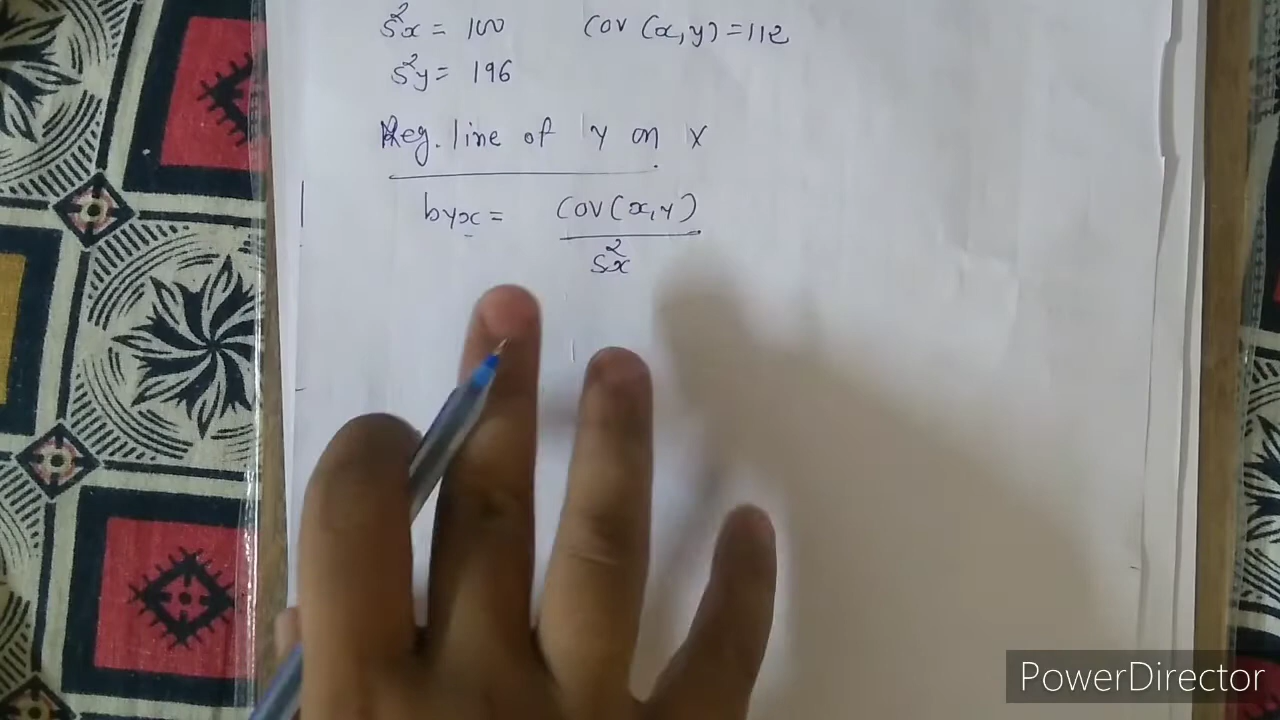 s²x = 100 Cov (x, y) = 112
s²y = 196
Reg. line of y on x
byx = Cov (x, y)
s²x
PowerDirector